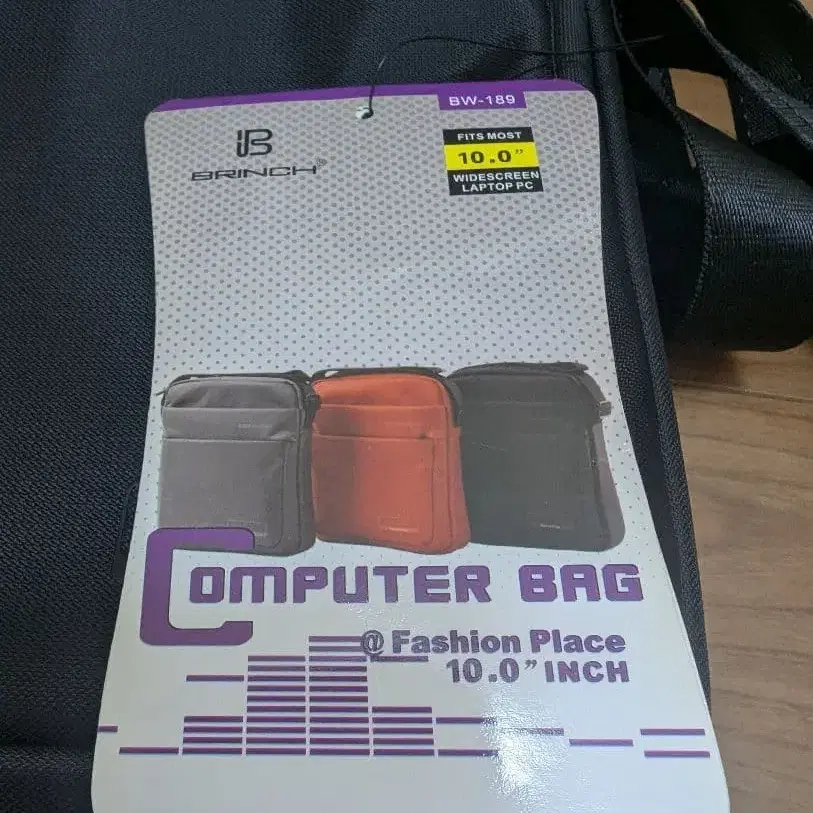 BW-189
BRINCH®
FITS MOST
10.0"
WIDESCREEN
LAPTOP PC
COMPUTER BAG
@ Fashion Place
10.0" INCH